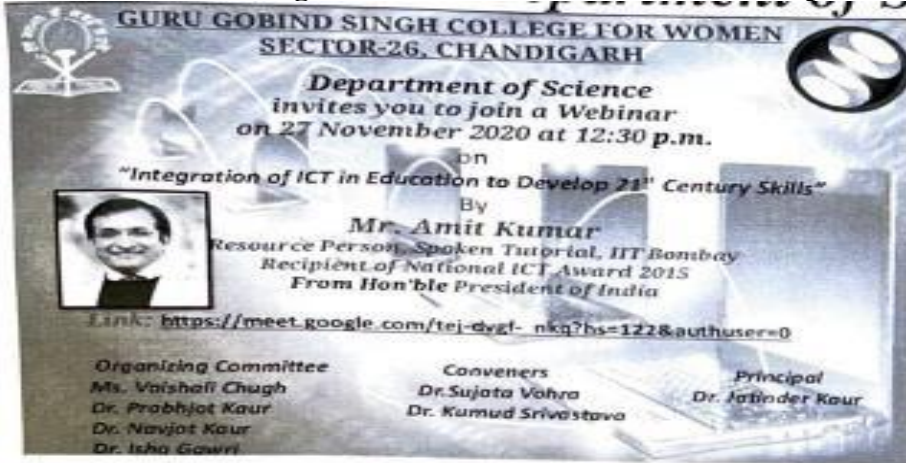 partment of S
GURU GOBIND SINGH COLLEGE FOR WOMEN
SECTOR-26, CHANDIGARH
Department of Science
invites you to join a Webinar
on 27 November 2020 at 12:30 p.m.
on
"Integration of ICT in Education to Develop 21st Century Skills"
By
Mr. Amit Kumar
Resource Person, Spoken Tutorial, IIT Bombay
Recipient of National ICT Award 2015
From Hon'ble President of India
Link: https://meet.google.com/tej-dvgf- nkq?hs=122&authuser=0
Organizing Committee
Ms. Vaishali Chugh
Dr. Prabhjot Kaur
Dr. Navjot Kaur
Dr. Isha Gawri
Conveners
Dr.Sujata Vohra
Dr. Kumud Srivastava
Principal
Dr. Jatinder Kaur